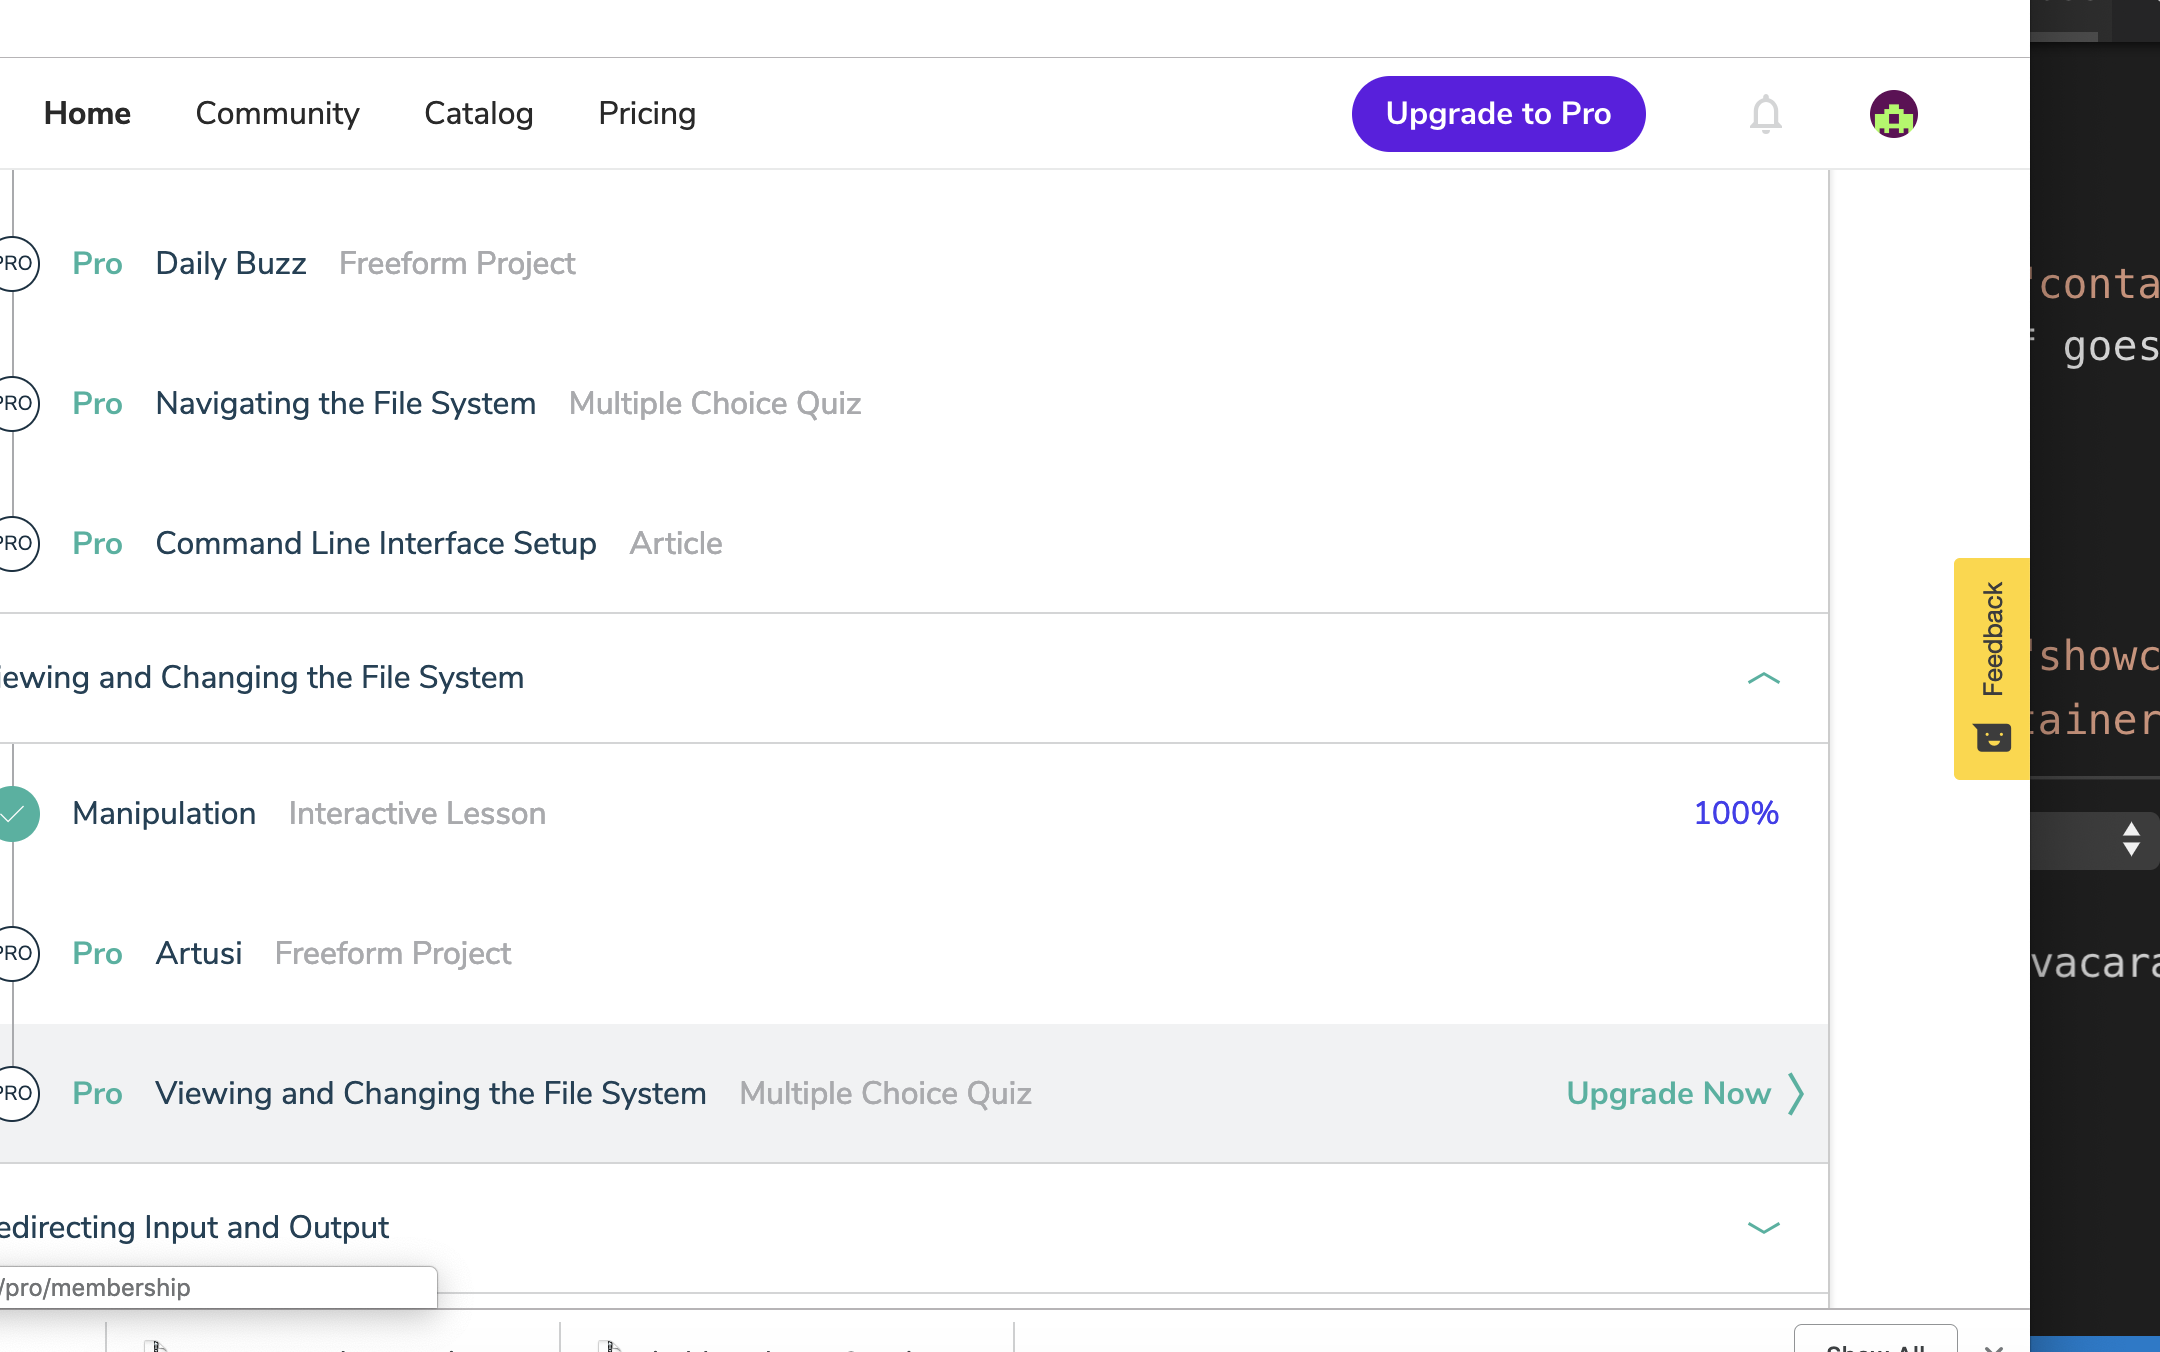 Home Community Catalog Pricing Upgrade to Pro
PRO Pro Daily Buzz Freeform Project
'conta
goes
PRO Pro Navigating the File System Multiple Choice Quiz
PRO Pro Command Line Interface Setup Article
Feedback
iewing and Changing the File System
'showc
tainer
Manipulation Interactive Lesson 100%
PRO Pro Artusi Freeform Project
vacara
PRO Pro Viewing and Changing the File System Multiple Choice Quiz Upgrade Now
edirecting Input and Output
/pro/membership
Show All